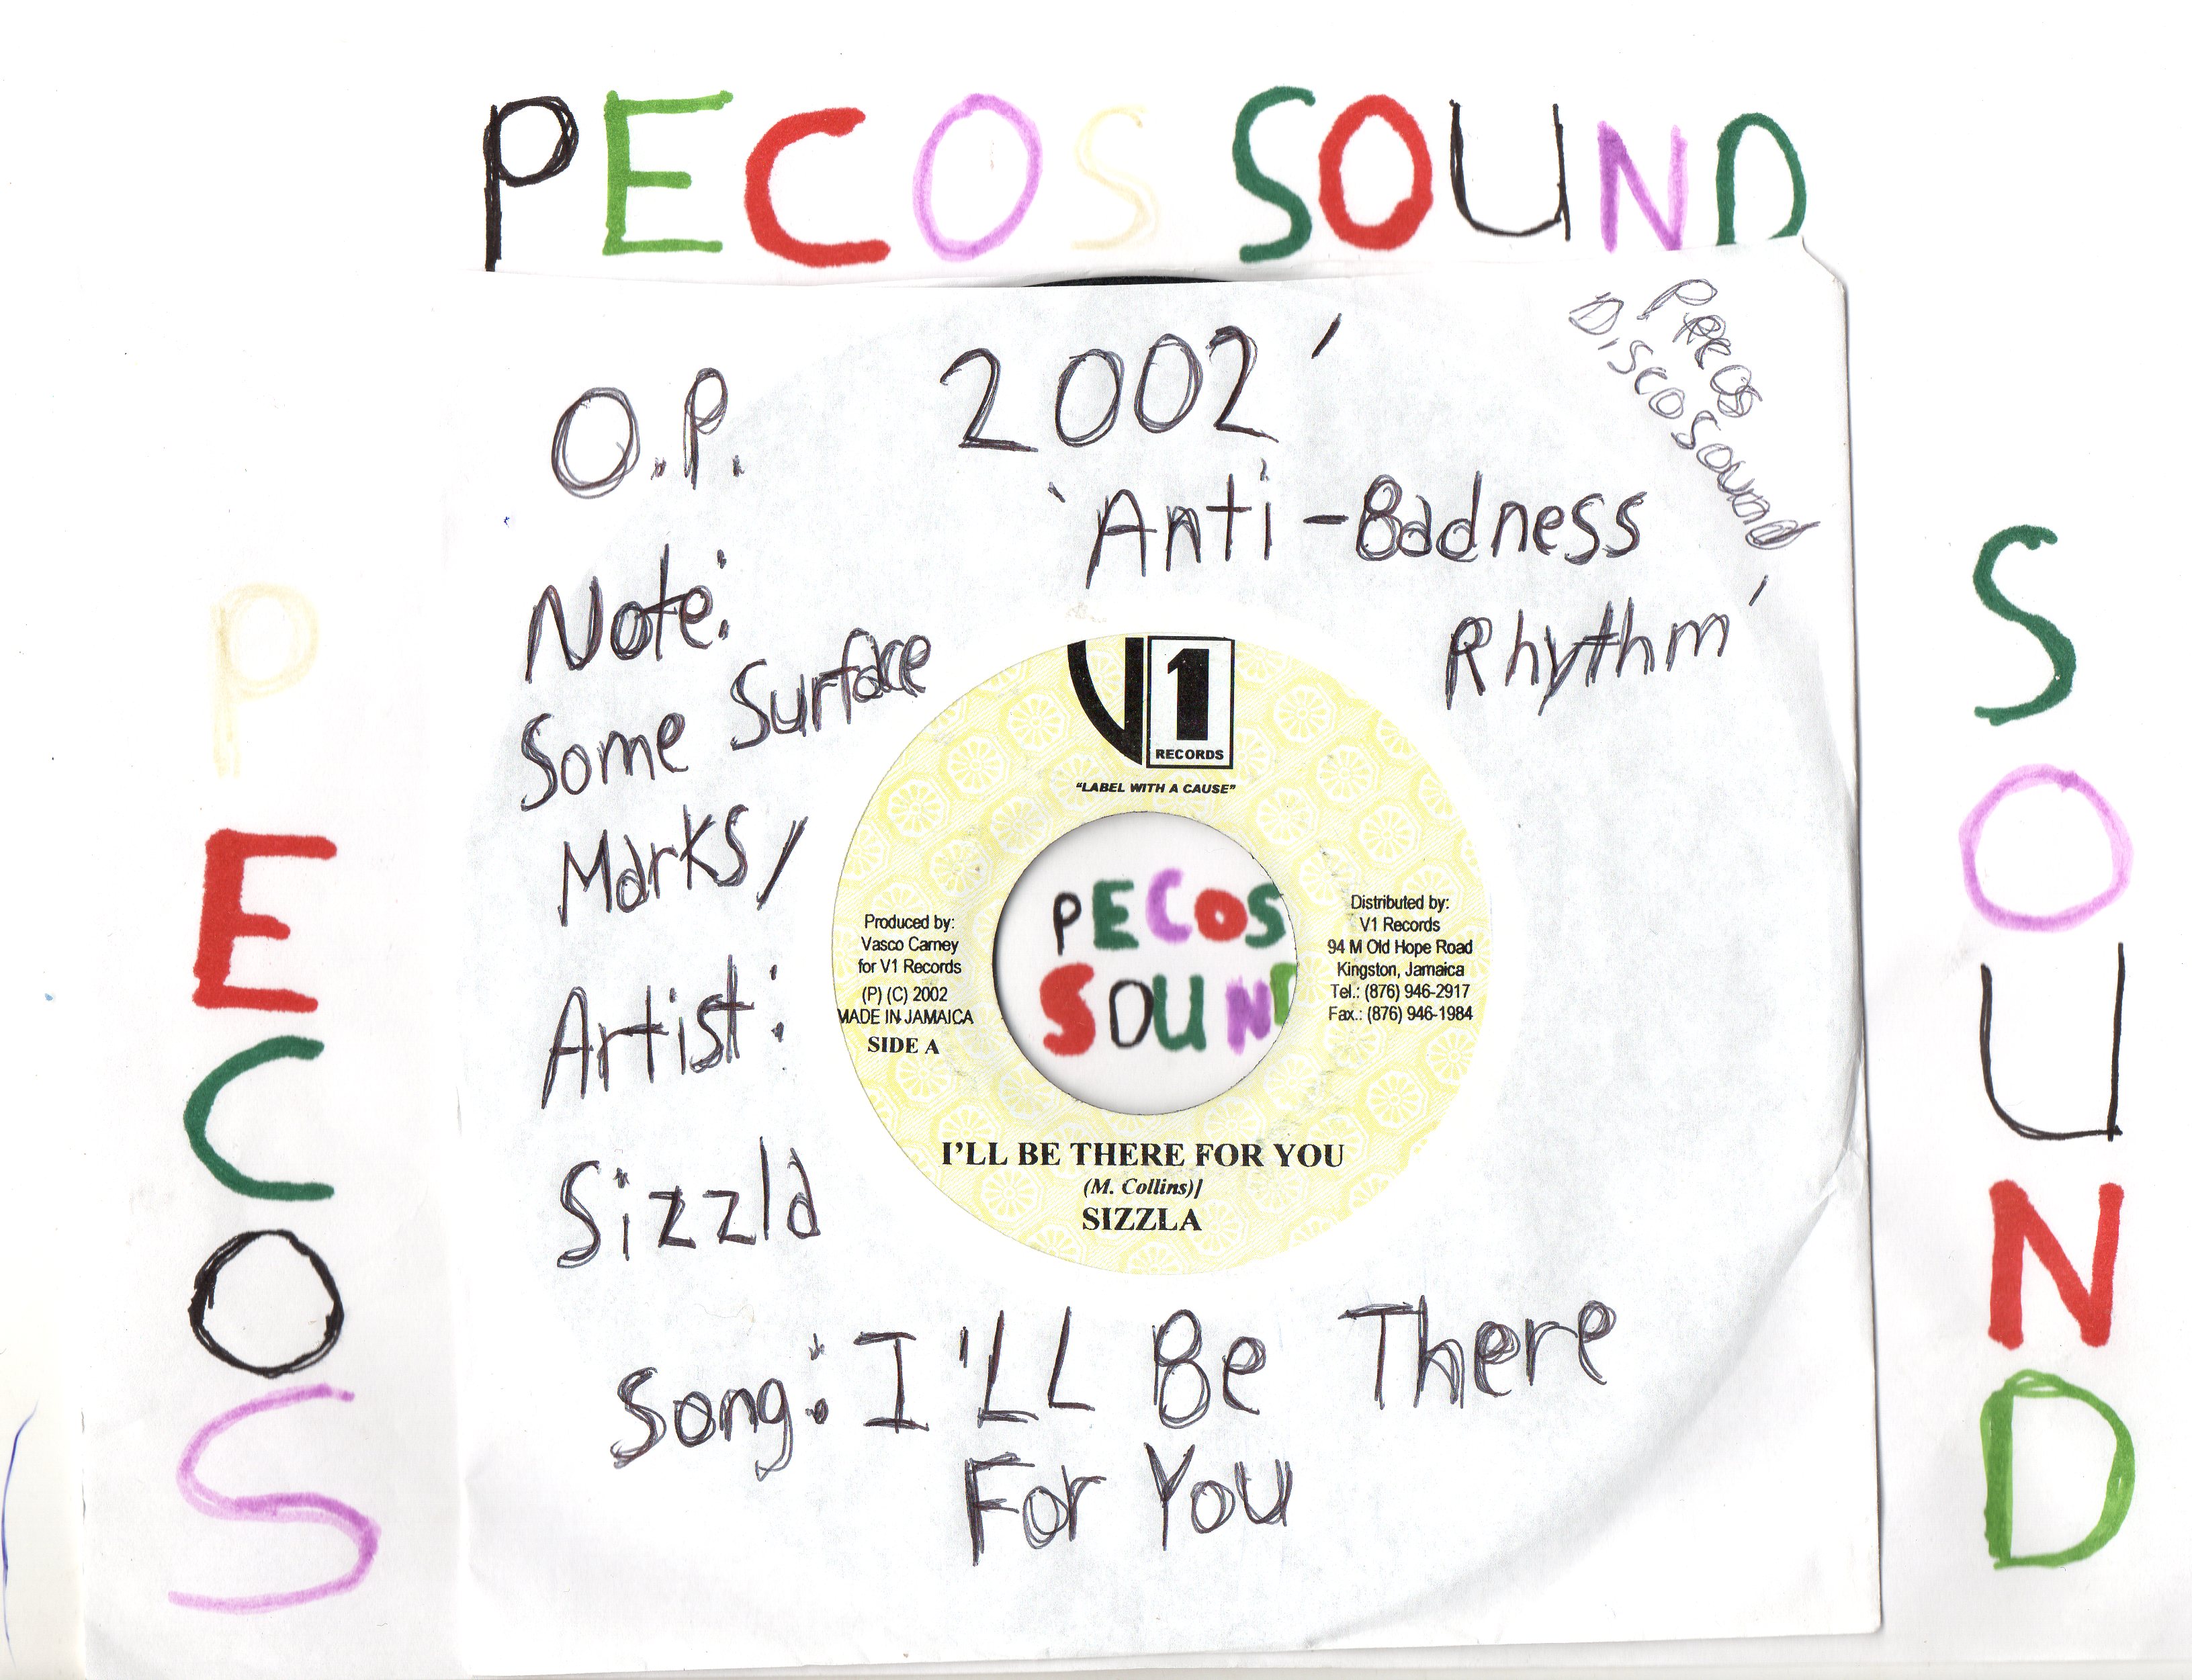 PECOS SOUND
Pecos
Discosound
O.P. 2002'
'Anti-Badness
Rhythm'
Note:
Some Surface
Marks/
Artist:
Sizzla
Song: I'LL Be There
For You
V1
RECORDS
"LABEL WITH A CAUSE"
Produced by:
Vasco Carney
for V1 Records
(P) (C) 2002
MADE IN JAMAICA
SIDE A
PECOS
SOUND
Distributed by:
V1 Records
94 M Old Hope Road
Kingston, Jamaica
Tel.: (876) 946-2917
Fax.: (876) 946-1984
I'LL BE THERE FOR YOU
(M. Collins)]
SIZZLA
PECOS
SOUND